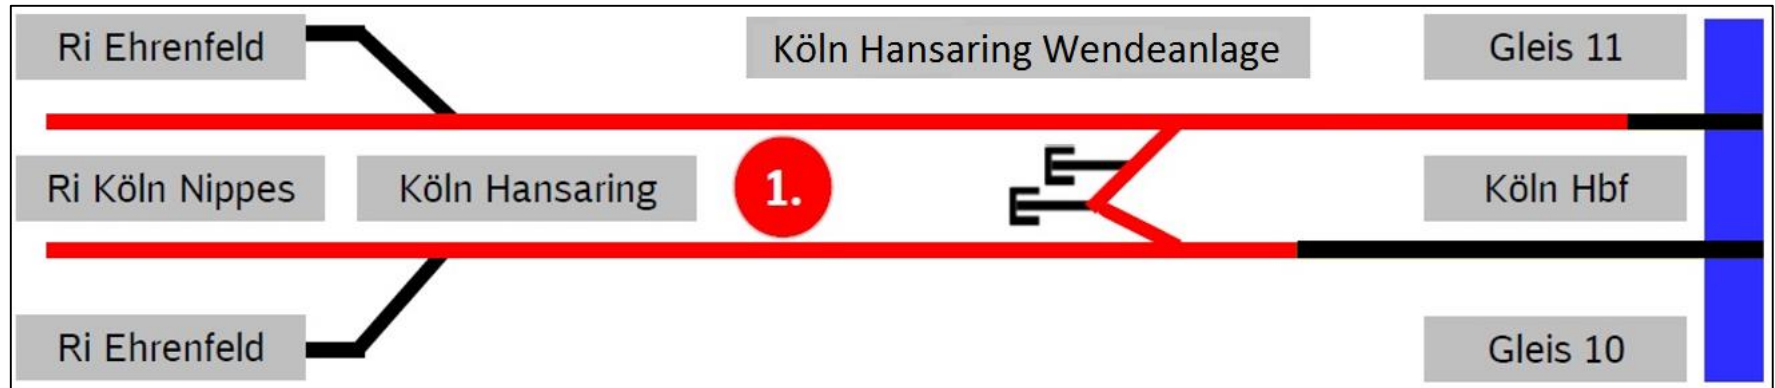 Ri Ehrenfeld
Köln Hansaring Wendeanlage
Gleis 11
Ri Köln Nippes
Köln Hansaring
1.
Köln Hbf
Ri Ehrenfeld
Gleis 10